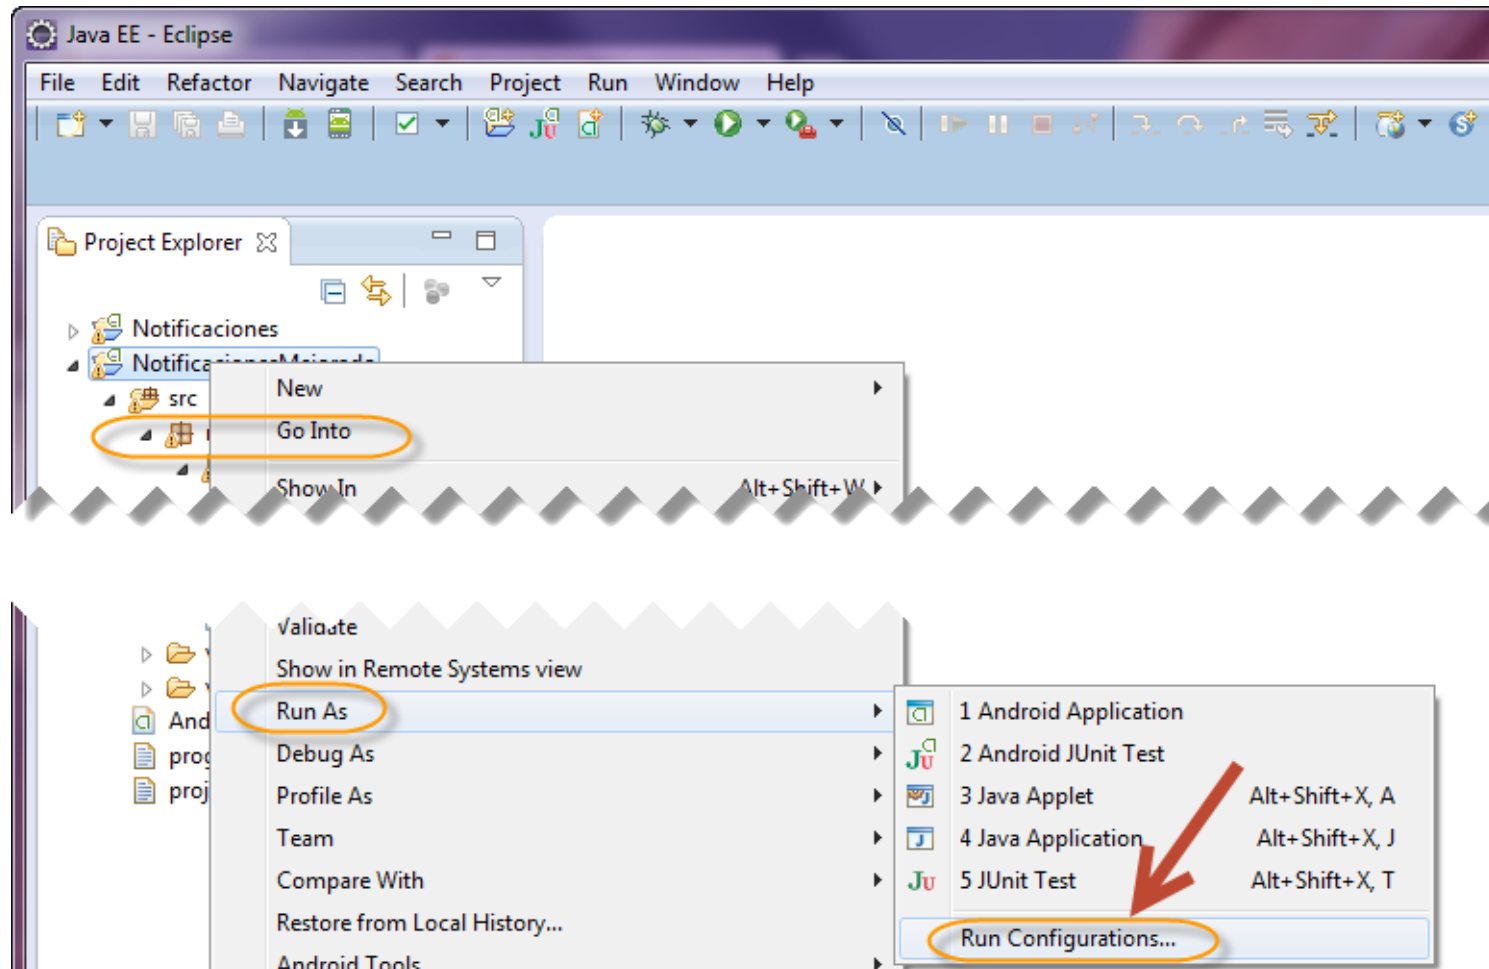 Java EE - Eclipse
File Edit Refactor Navigate Search Project Run Window Help
Project Explorer
Notificaciones
New
src
Go Into
Show In Alt+Shift+W
Validate
Show in Remote Systems view
Run As
1 Android Application
Debug As
2 Android JUnit Test
Profile As
3 Java Applet Alt+Shift+X, A
Team
4 Java Application Alt+Shift+X, J
Compare With
5 JUnit Test Alt+Shift+X, T
Restore from Local History...
Run Configurations...
Android Tools